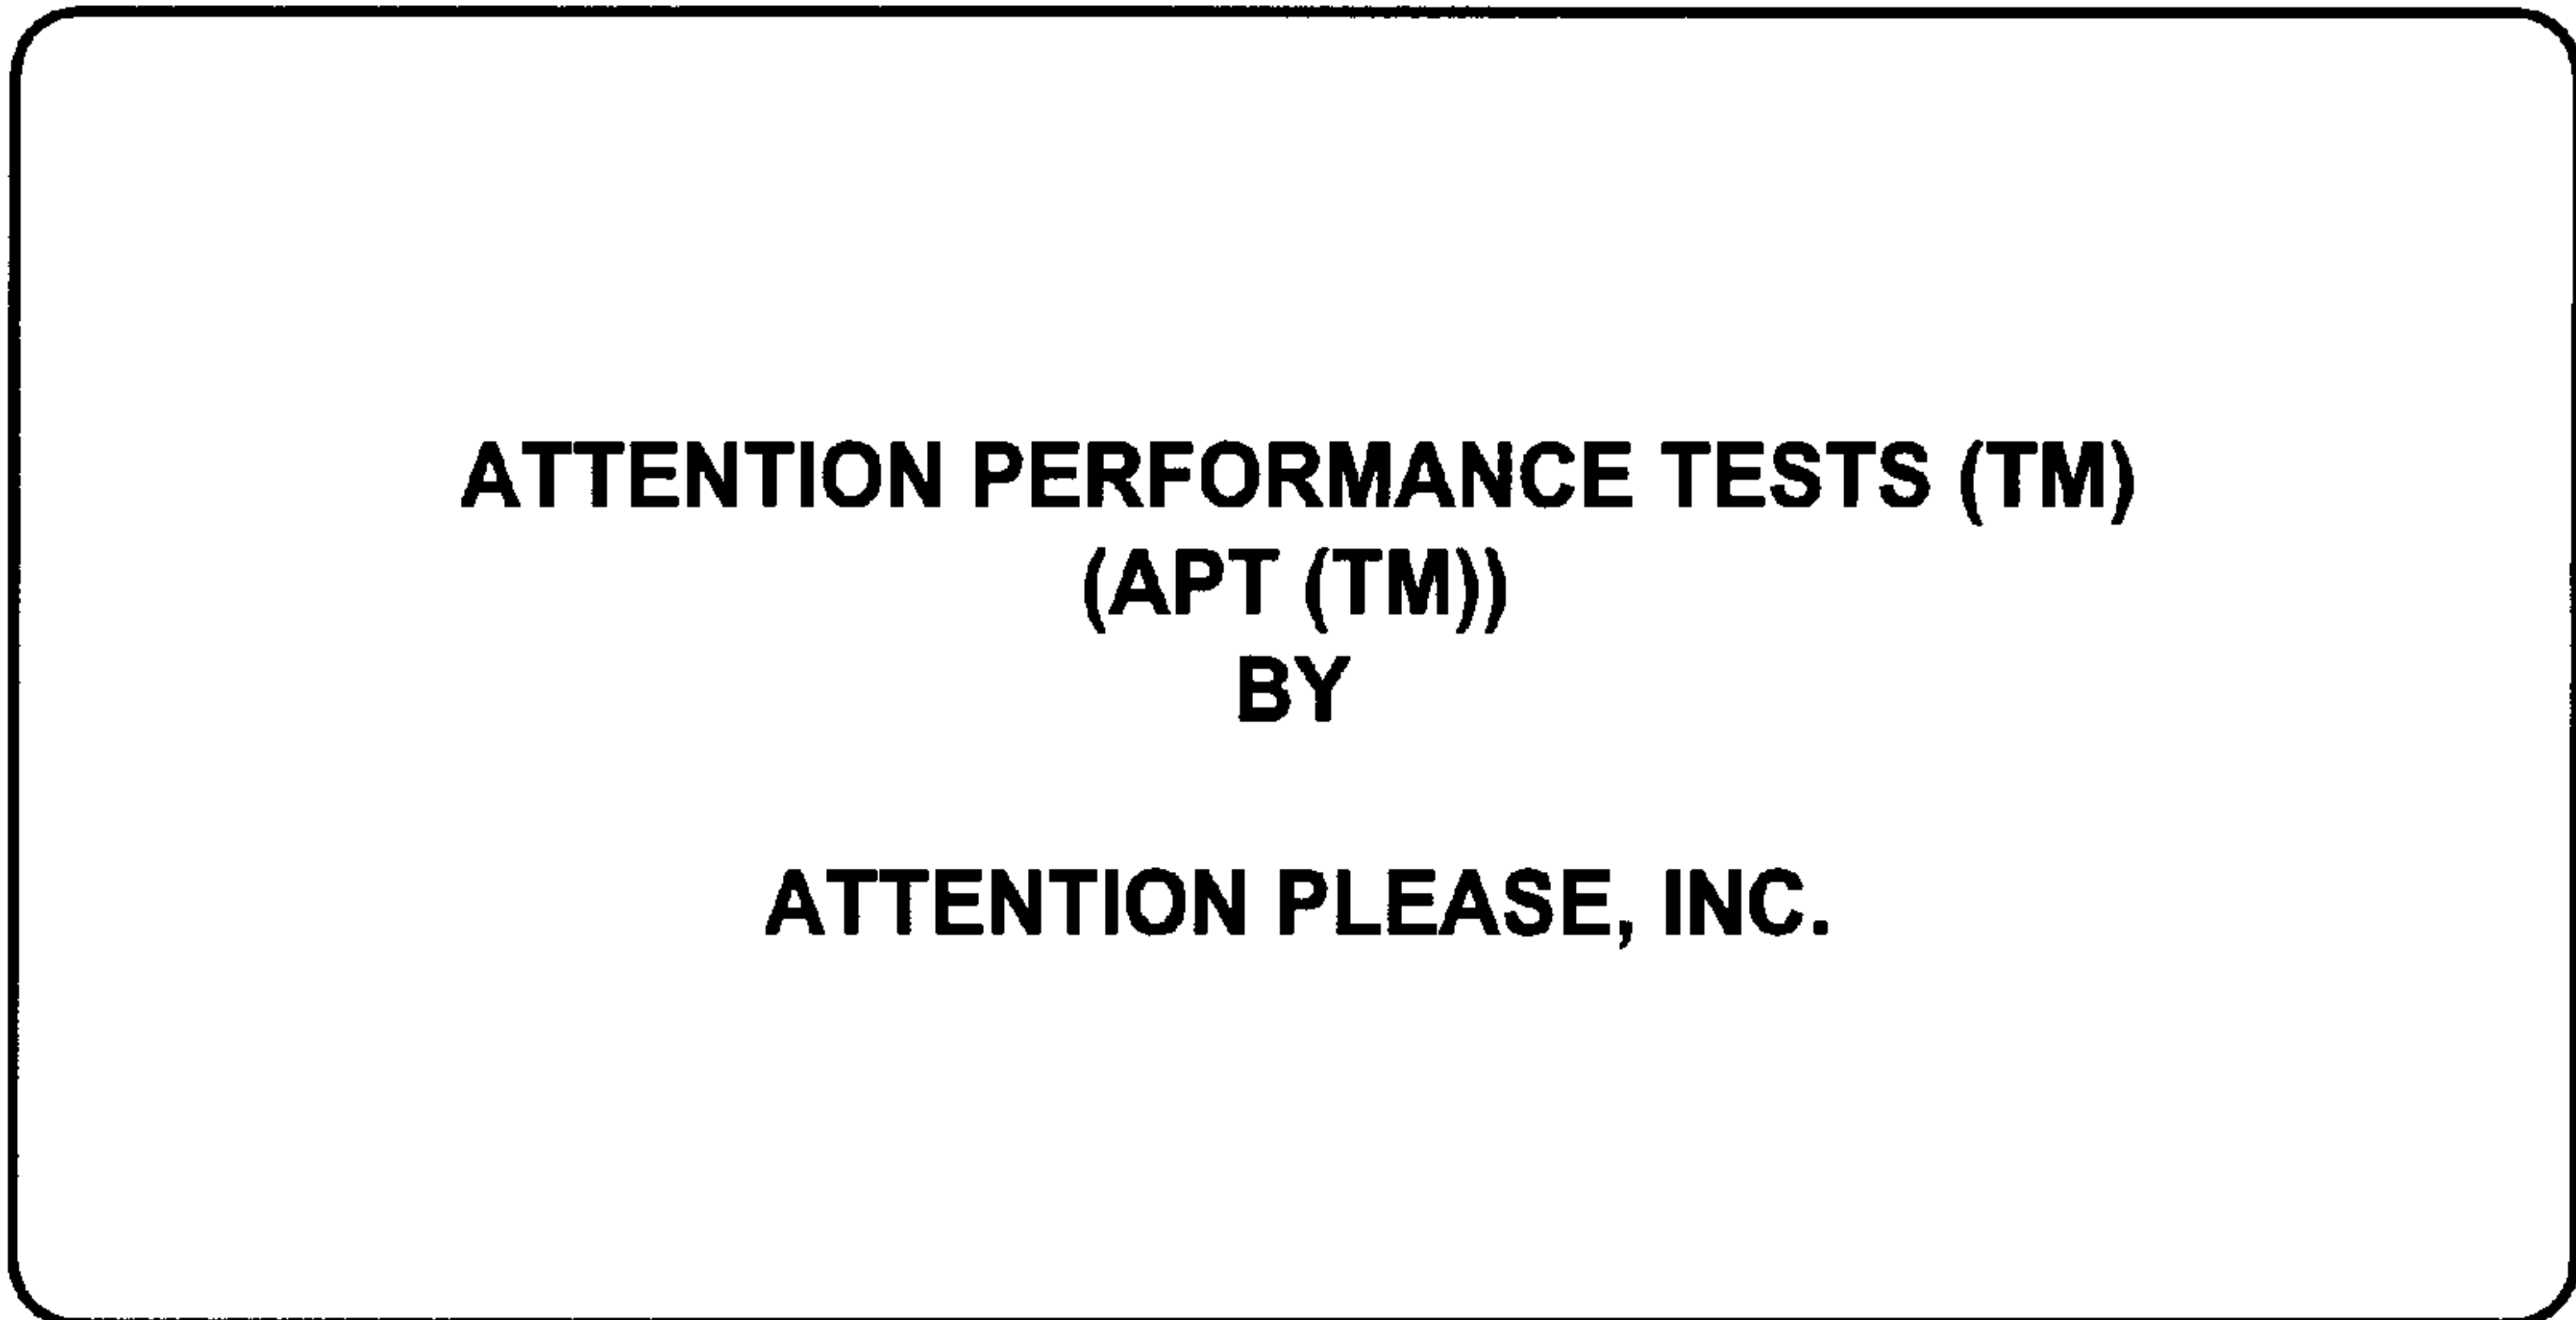 ATTENTION PERFORMANCE TESTS (TM)
(APT (TM))
BY
ATTENTION PLEASE, INC.